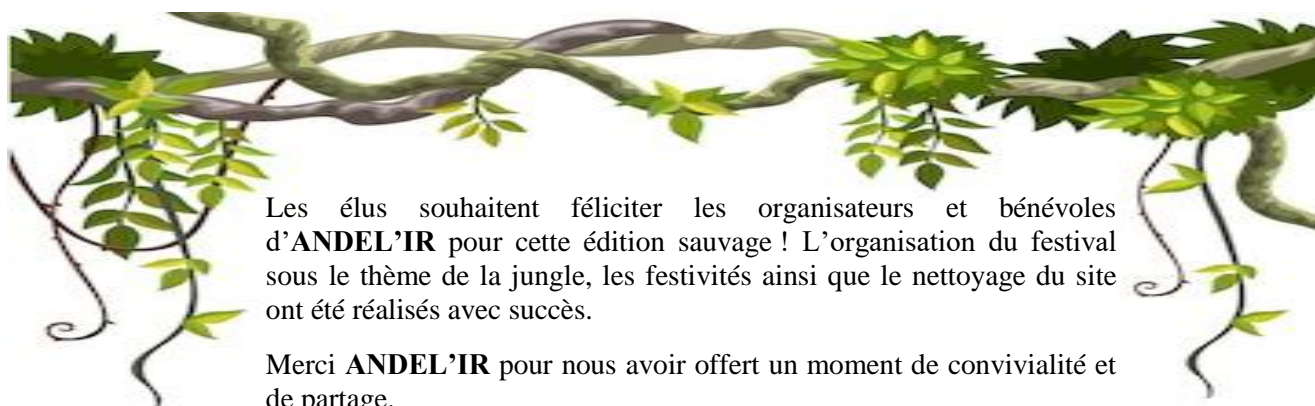 Les élus souhaitent féliciter les organisateurs et bénévoles
d’ANDEL'IR pour cette édition sauvage ! L’organisation du festival
sous le thème de la jungle, les festivités ainsi que le nettoyage du site
ont été réalisés avec succès.
Merci ANDEL’IR pour nous avoir offert un moment de convivialité et
de partage.